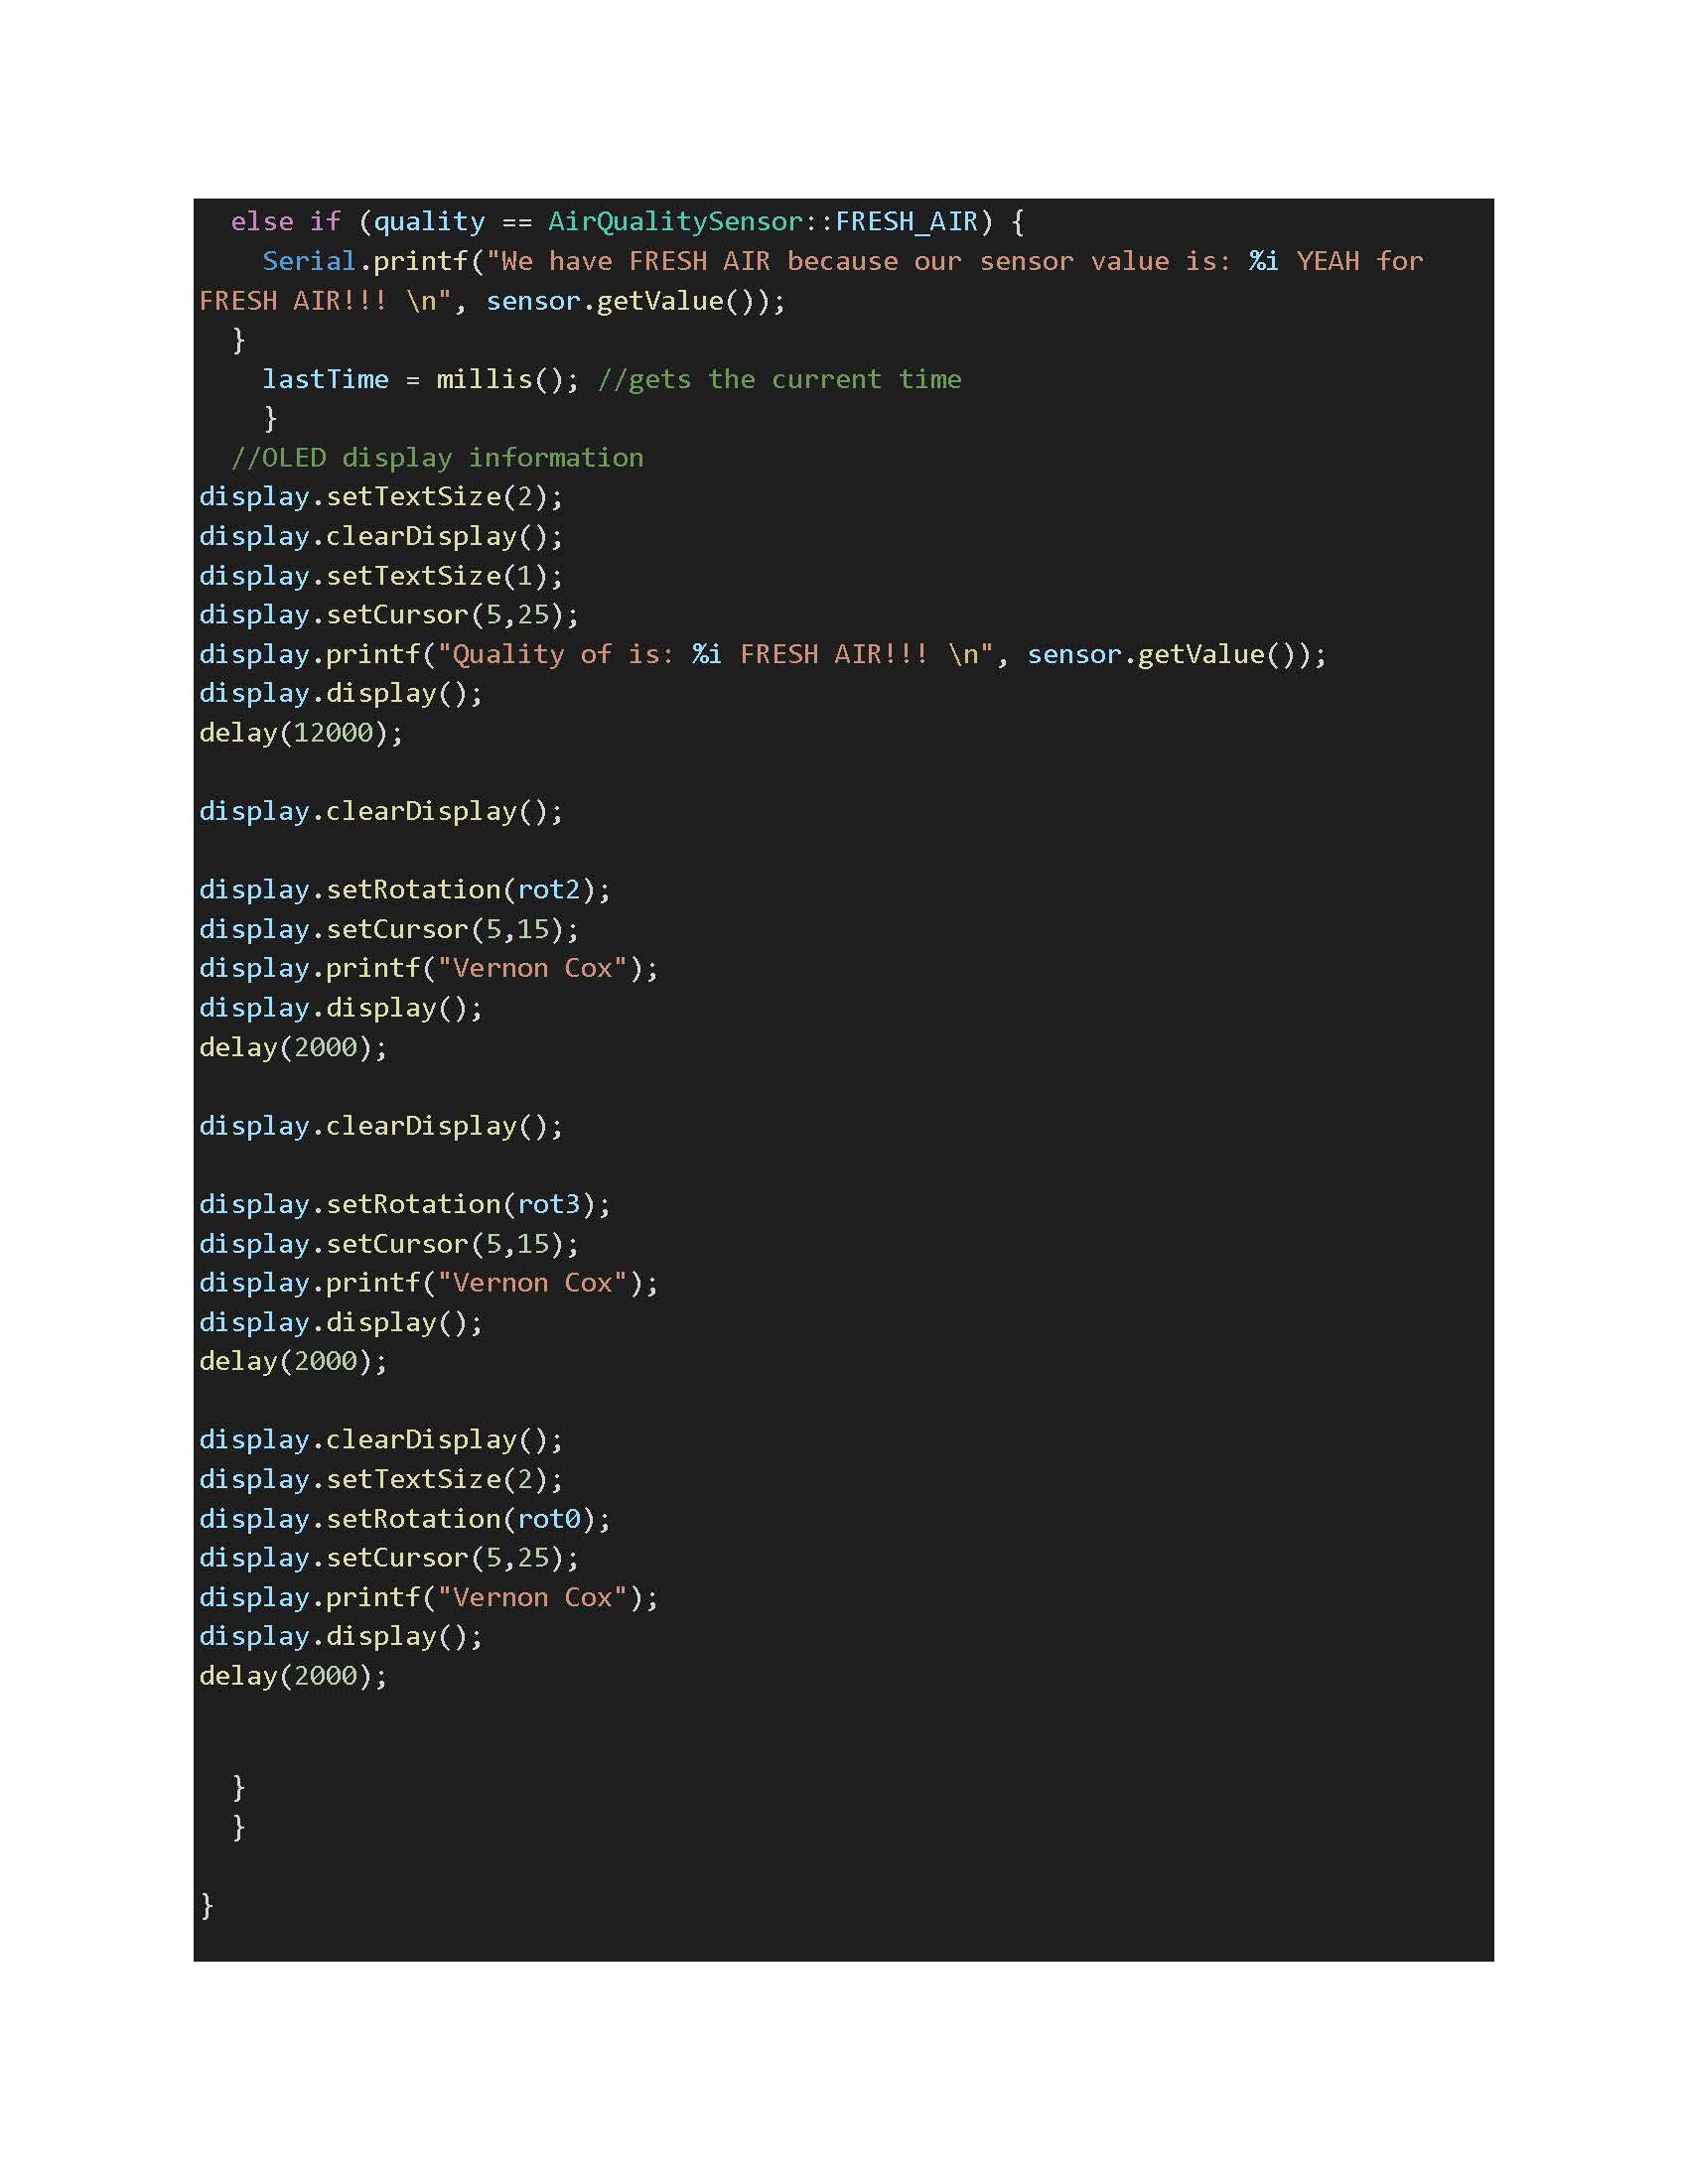 else if (quality == AirQualitySensor::FRESH_AIR) {
Serial.printf("We have FRESH AIR because our sensor value is: %i YEAH for
FRESH AIR!!! \n", sensor.getValue());
}
lastTime = millis(); //gets the current time
}
//OLED display information
display.setTextSize(2);
display.clearDisplay();
display.setTextSize(1);
display.setCursor(5,25);
display.printf("Quality of is: %i FRESH AIR!!! \n", sensor.getValue());
display.display();
delay(12000);
display.clearDisplay();
display.setRotation(rot2);
display.setCursor(5,15);
display.printf("Vernon Cox");
display.display();
delay(2000);
display.clearDisplay();
display.setRotation(rot3);
display.setCursor(5,15);
display.printf("Vernon Cox");
display.display();
delay(2000);
display.clearDisplay();
display.setTextSize(2);
display.setRotation(rot0);
display.setCursor(5,25);
display.printf("Vernon Cox");
display.display();
delay(2000);
}
}
}